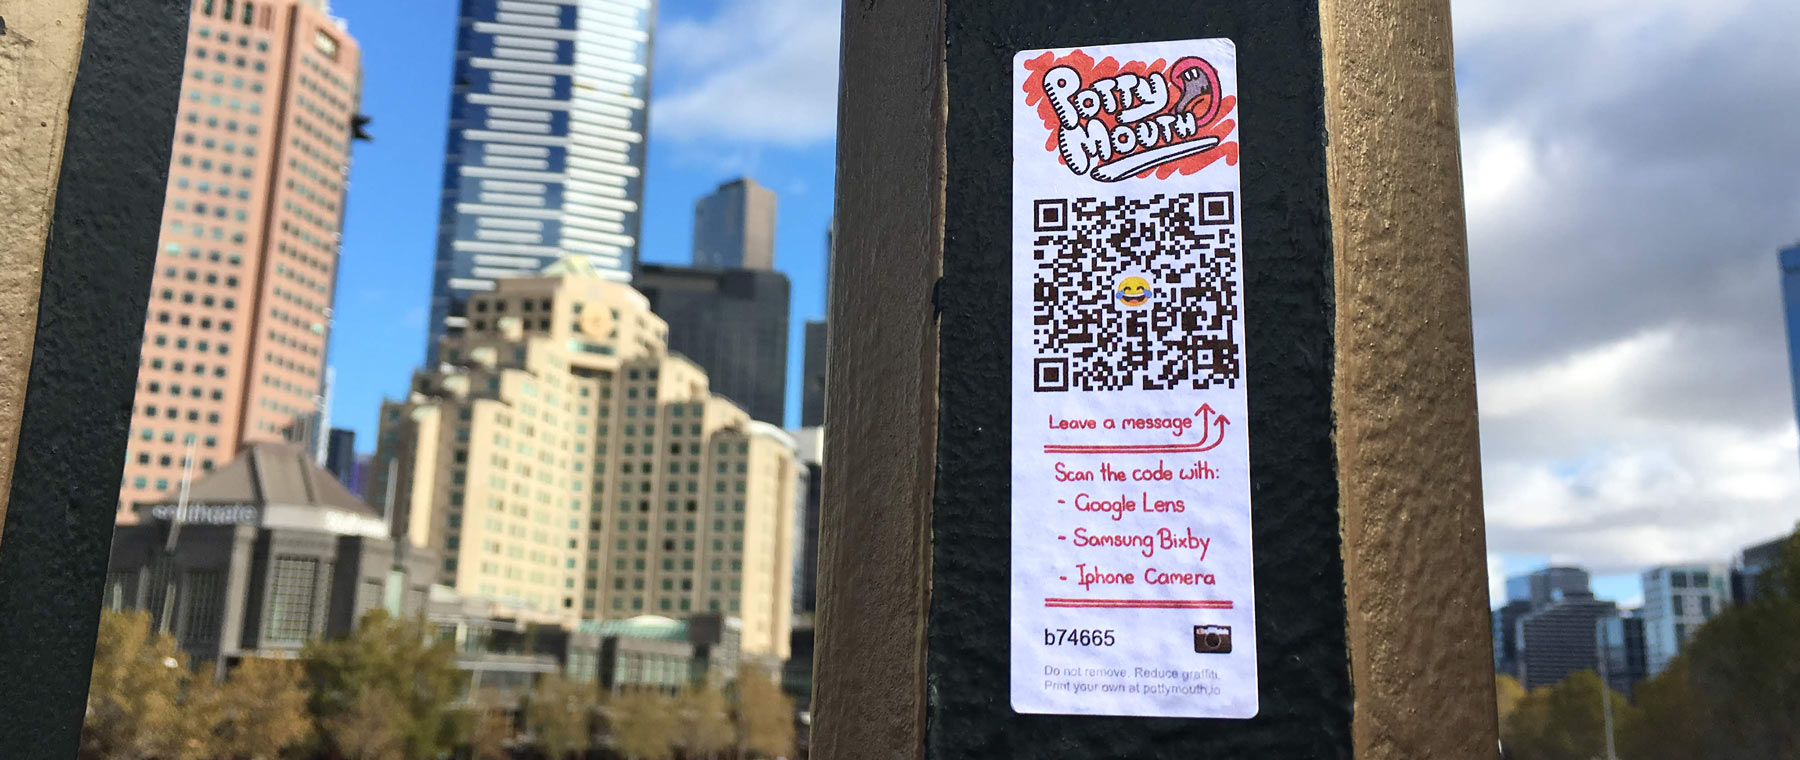 POTTY
MOUTH
Leave a message
Scan the code with:
- Google Lens
- Samsung Bixby
- Iphone Camera
b74665
Do not remove. Reduce graffiti.
Print your own at pottymouth.io
southgate